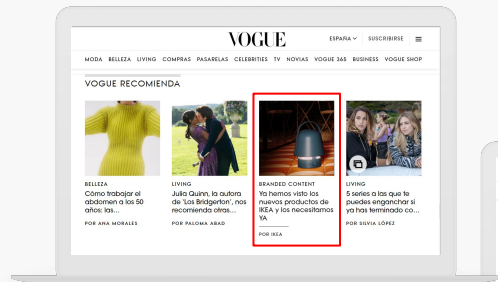 VOGUE
ESPAÑA SUSCRIBIRSE
MODA BELLEZA LIVING COMPRAS PASARELAS CELEBRITIES TV NOVIAS VOGUE 365 BUSINESS VOGUE SHOP
VOGUE RECOMIENDA
BELLEZA
Cómo trabajar el
abdomen a los 50
años: las...
POR ANA MORALES
LIVING
Julia Quinn, la autora
de 'Los Bridgerton', nos
recomienda otras...
POR PALOMA ABAD
BRANDED CONTENT
Ya hemos visto los
nuevos productos de
IKEA y los necesitamos
YA
POR IKEA
LIVING
5 series a las que te
puedes enganchar si
ya has terminado co...
POR SILVIA LÓPEZ